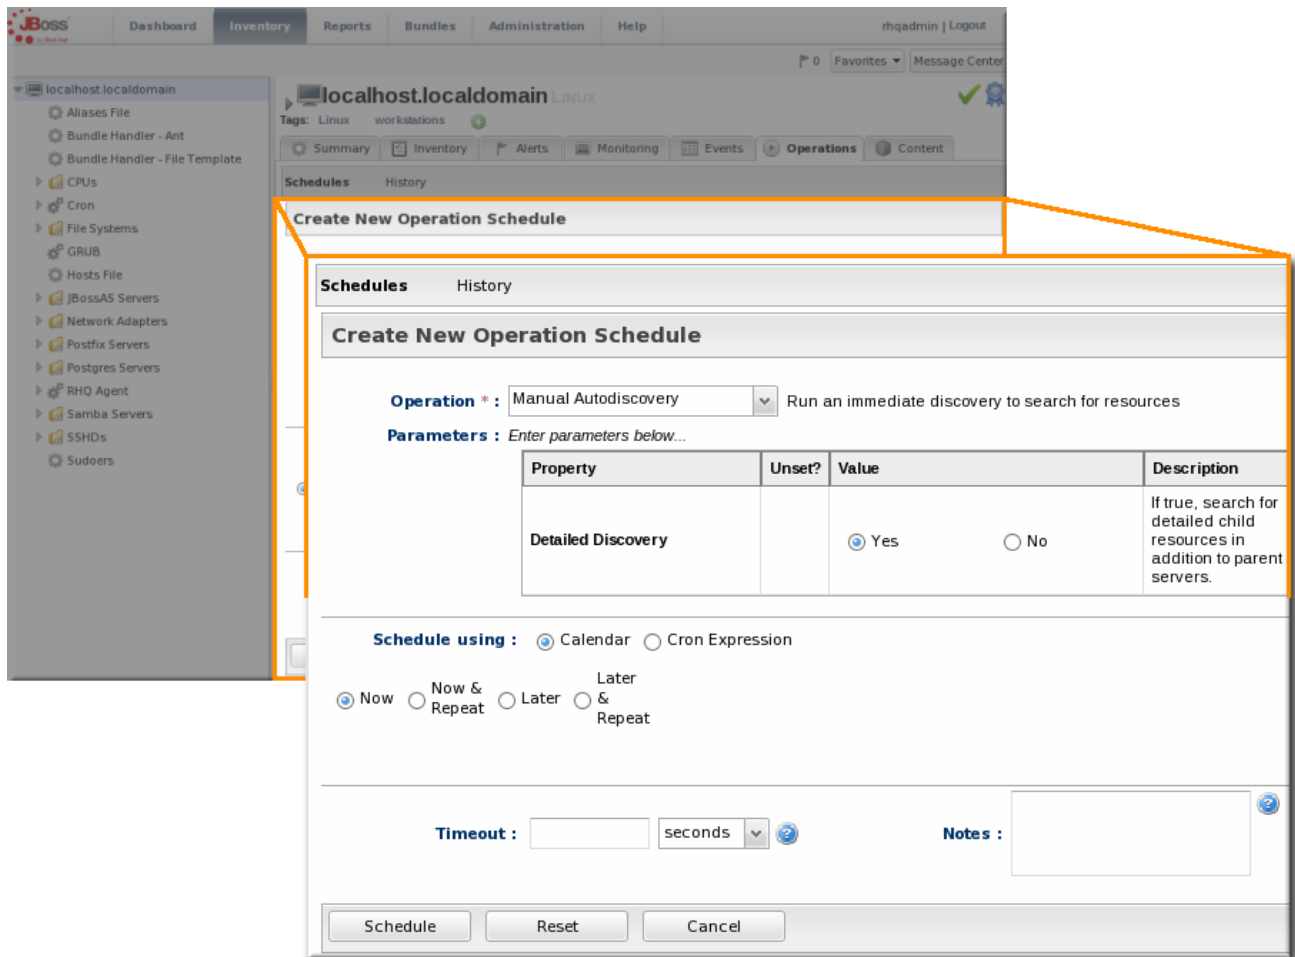 JBoss
by Red Hat
Dashboard Inventory Reports Bundles Administration Help rhqadmin | Logout
0 Favorites Message Center
localhost.localdomain
Aliases File
Bundle Handler - Ant
Bundle Handler - File Template
CPUs
Cron
File Systems
GRUB
Hosts File
JBossAS Servers
Network Adapters
Postfix Servers
Postgres Servers
RHQ Agent
Samba Servers
SSHDs
Sudoers
localhost.localdomain LINUX
Tags: Linux workstations
Summary Inventory Alerts Monitoring Events Operations Content
Schedules History
Create New Operation Schedule
Schedules History
Create New Operation Schedule
Operation * : Manual Autodiscovery Run an immediate discovery to search for resources
Parameters : Enter parameters below...
Property Unset? Value Description
Detailed Discovery Yes No
If true, search for
detailed child
resources in
addition to parent
servers.
Schedule using : Calendar Cron Expression
Now
Now &
Repeat
Later
Later
&
Repeat
Timeout : seconds Notes :
Schedule Reset Cancel